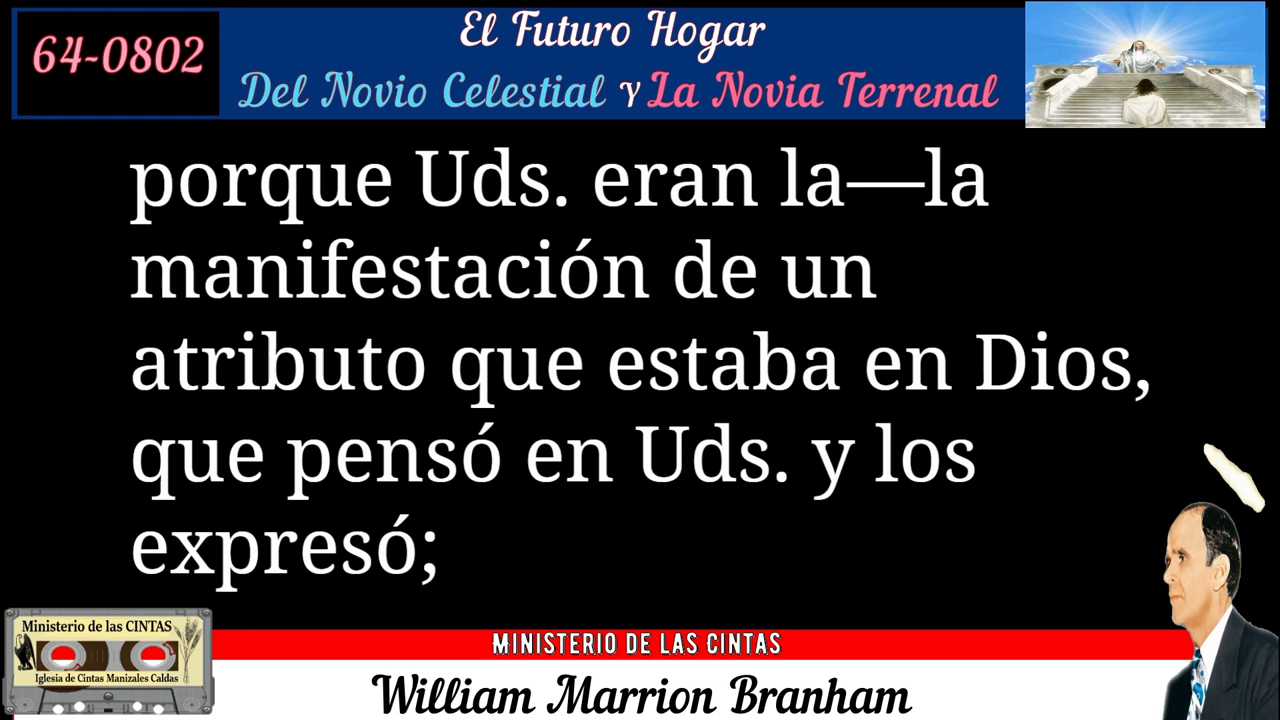 64-0802
El Futuro Hogar
Del Novio Celestial Y La Novia Terrenal
porque Uds. eran la—la
manifestación de un
atributo que estaba en Dios,
que pensó en Uds. y los
expresó;
Ministerio de las CINTAS
Iglesia de Cintas Manizales Caldas
MINISTERIO DE LAS CINTAS
William Marrion Branham